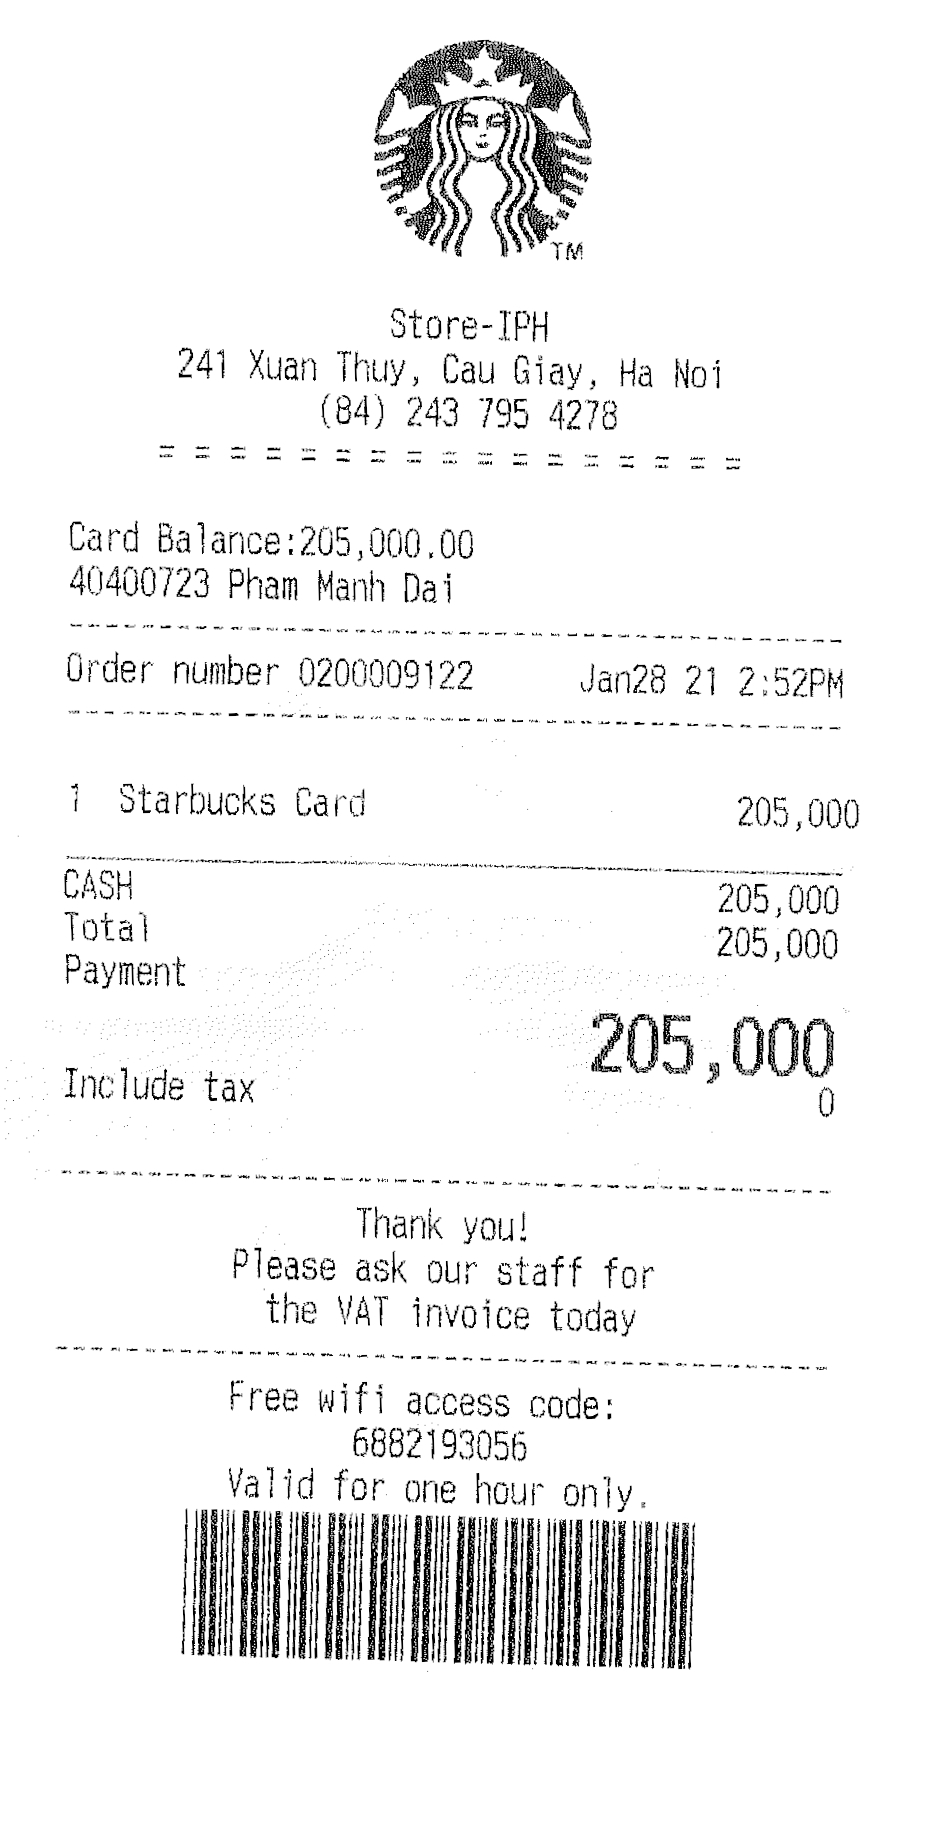 TM
Store-IPH
241 Xuan Thuy, Cau Giay, Ha Noi
(84) 243 795 4278
= = = = = = = = = = = = = = = = =
Card Balance:205,000.00
40400723 Pham Manh Dai
Order number 0200009122 Jan28 21 2:52PM
1 Starbucks Card 205,000
CASH 205,000
Total 205,000
Payment
205,000
Include tax 0
Thank you!
Please ask our staff for
the VAT invoice today
Free wifi access code:
6882193056
Valid for one hour only.